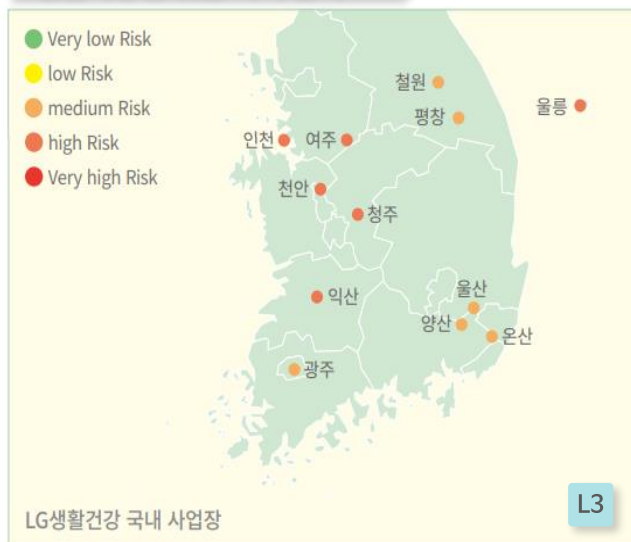 Very low Risk
low Risk
medium Risk
high Risk
Very high Risk
철원
평창
울릉
인천
여주
천안
청주
익산
울산
양산
온산
광주
LG생활건강 국내 사업장
L3